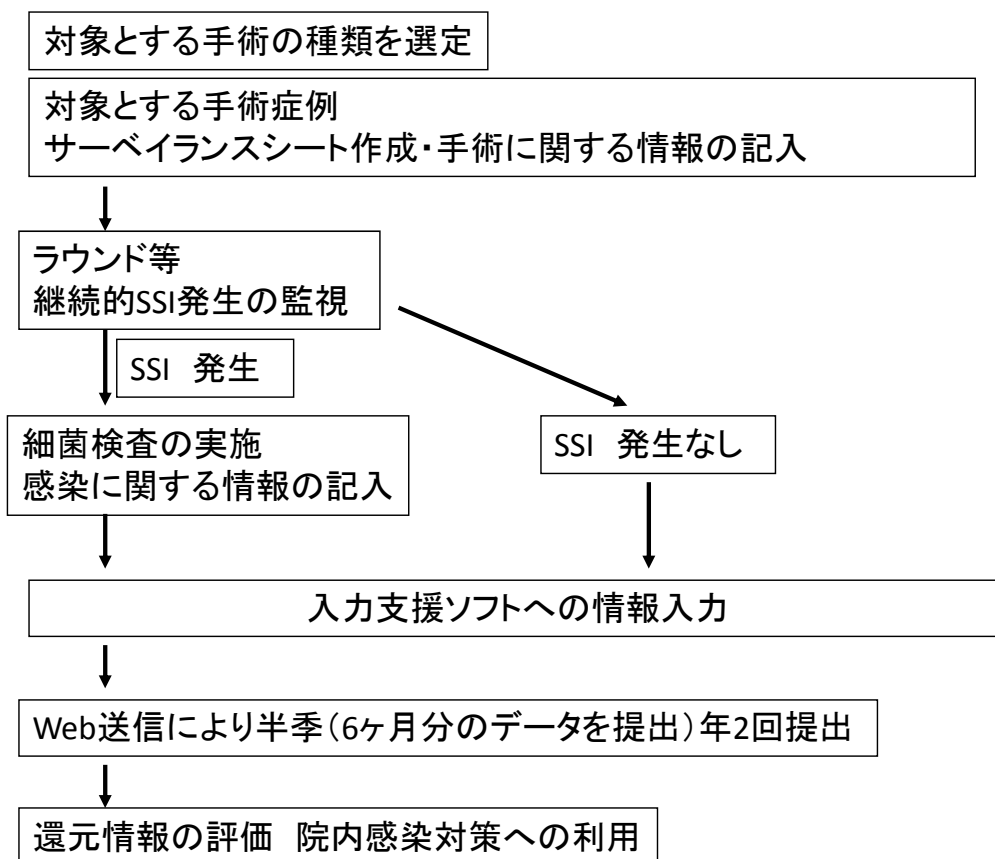 対象とする手術の種類を選定
対象とする手術症例
サーベイランスシート作成・手術に関する情報の記入
ラウンド等
継続的SSI発生の監視
SSI　発生
細菌検査の実施
感染に関する情報の記入
SSI　発生なし
入力支援ソフトへの情報入力
Web送信により半季（6ヶ月分のデータを提出）年2回提出
還元情報の評価　院内感染対策への利用